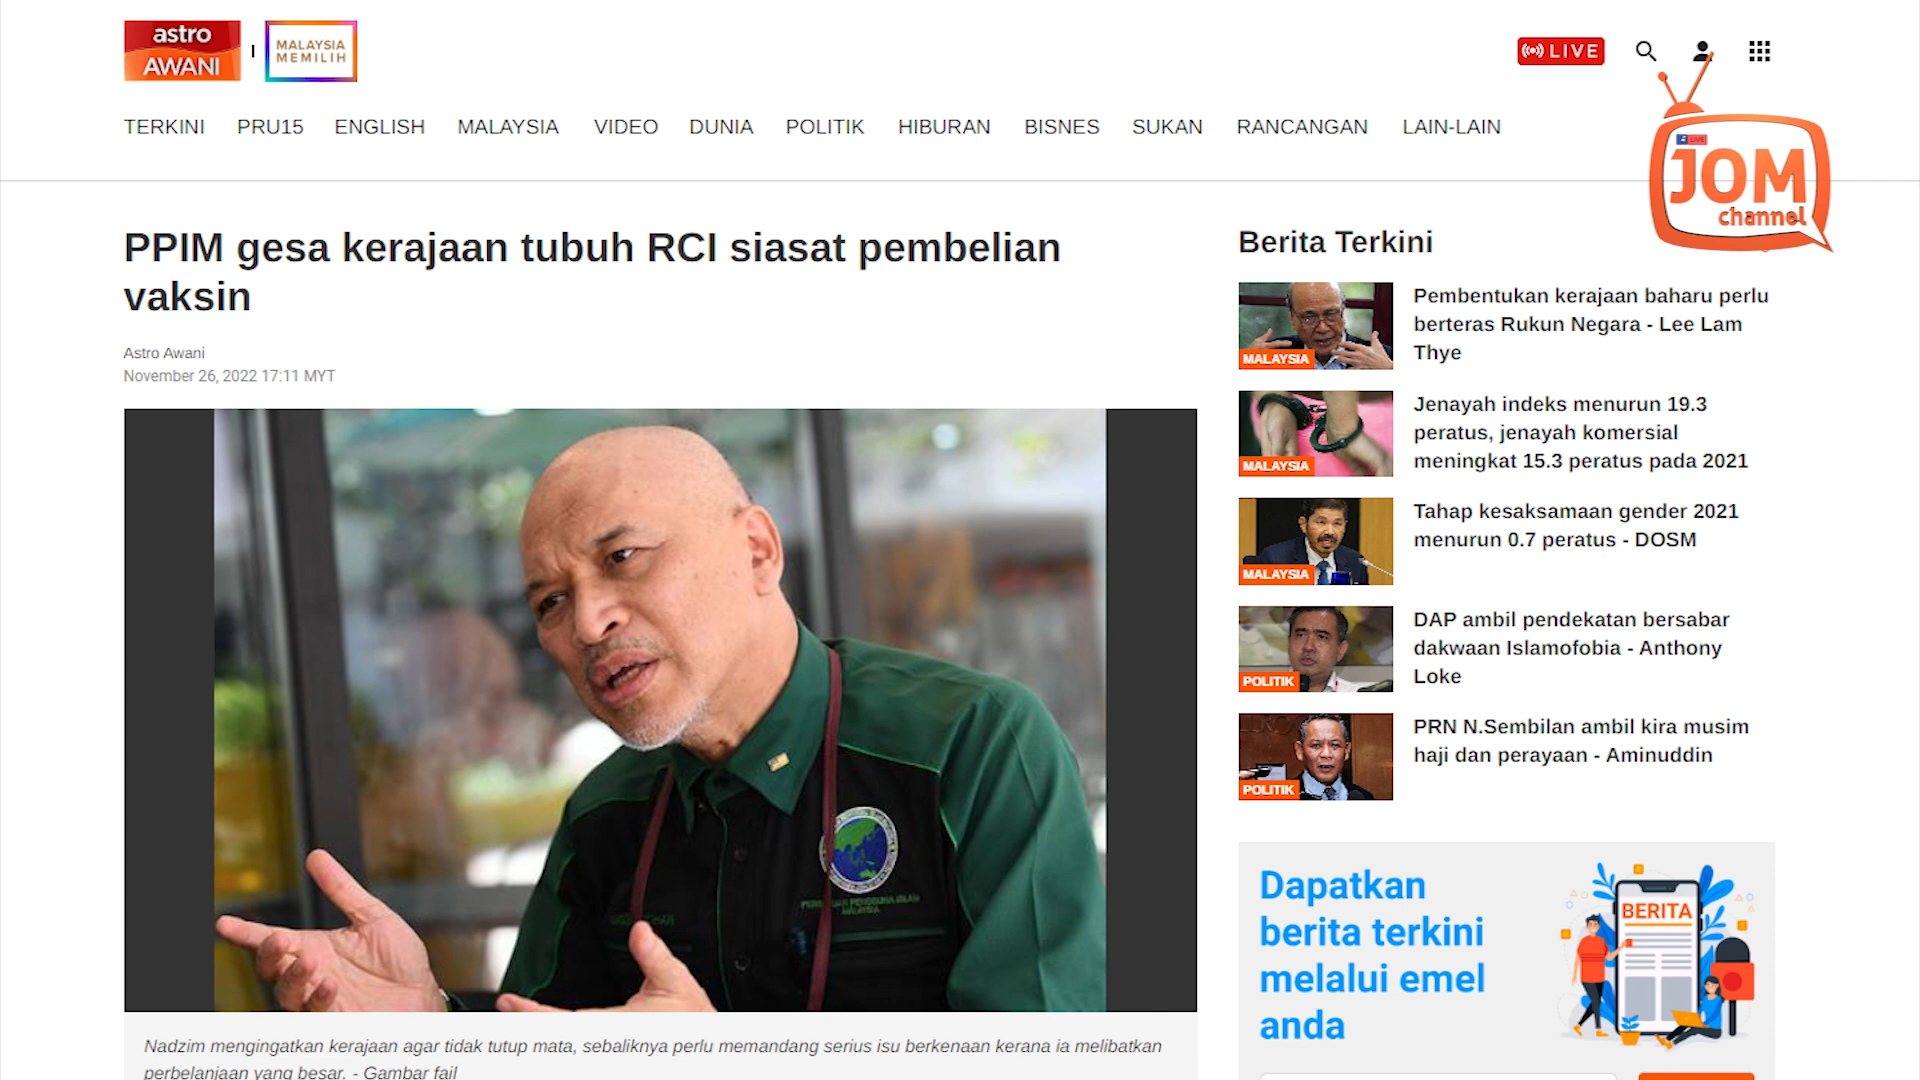 astro
AWANI
MALAYSIA
MEMILIH
LIVE
TERKINI PRU15 ENGLISH MALAYSIA VIDEO DUNIA POLITIK HIBURAN BISNES SUKAN RANCANGAN LAIN-LAIN
LIVE
JOM
channel
PPIM gesa kerajaan tubuh RCI siasat pembelian
vaksin
Astro Awani
November 26, 2022 17:11 MYT
PENGGUNA ISLAM
MALAYSIA
Nadzim mengingatkan kerajaan agar tidak tutup mata, sebaliknya perlu memandang serius isu berkenaan kerana ia melibatkan
perbelanjaan yang besar. - Gambar fail
Berita Terkini
MALAYSIA
Pembentukan kerajaan baharu perlu
berteras Rukun Negara - Lee Lam
Thye
MALAYSIA
Jenayah indeks menurun 19.3
peratus, jenayah komersial
meningkat 15.3 peratus pada 2021
MALAYSIA
Tahap kesaksamaan gender 2021
menurun 0.7 peratus - DOSM
POLITIK
DAP ambil pendekatan bersabar
dakwaan Islamofobia - Anthony
Loke
POLITIK
PRN N.Sembilan ambil kira musim
haji dan perayaan - Aminuddin
Dapatkan
berita terkini
melalui emel
anda
BERITA